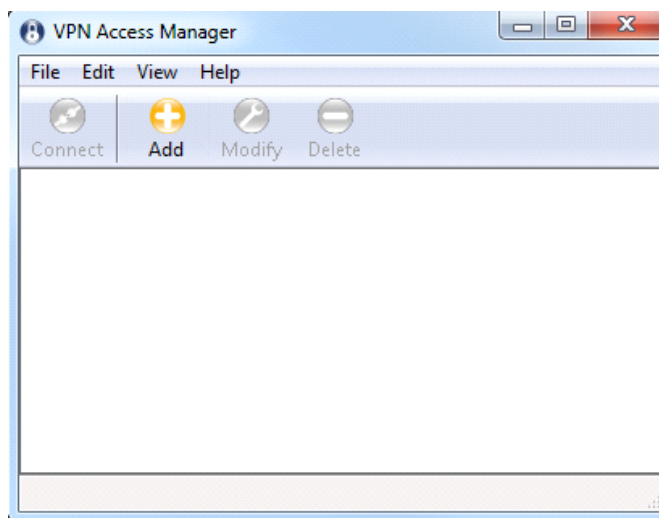 VPN Access Manager
File Edit View Help
Connect Add Modify Delete